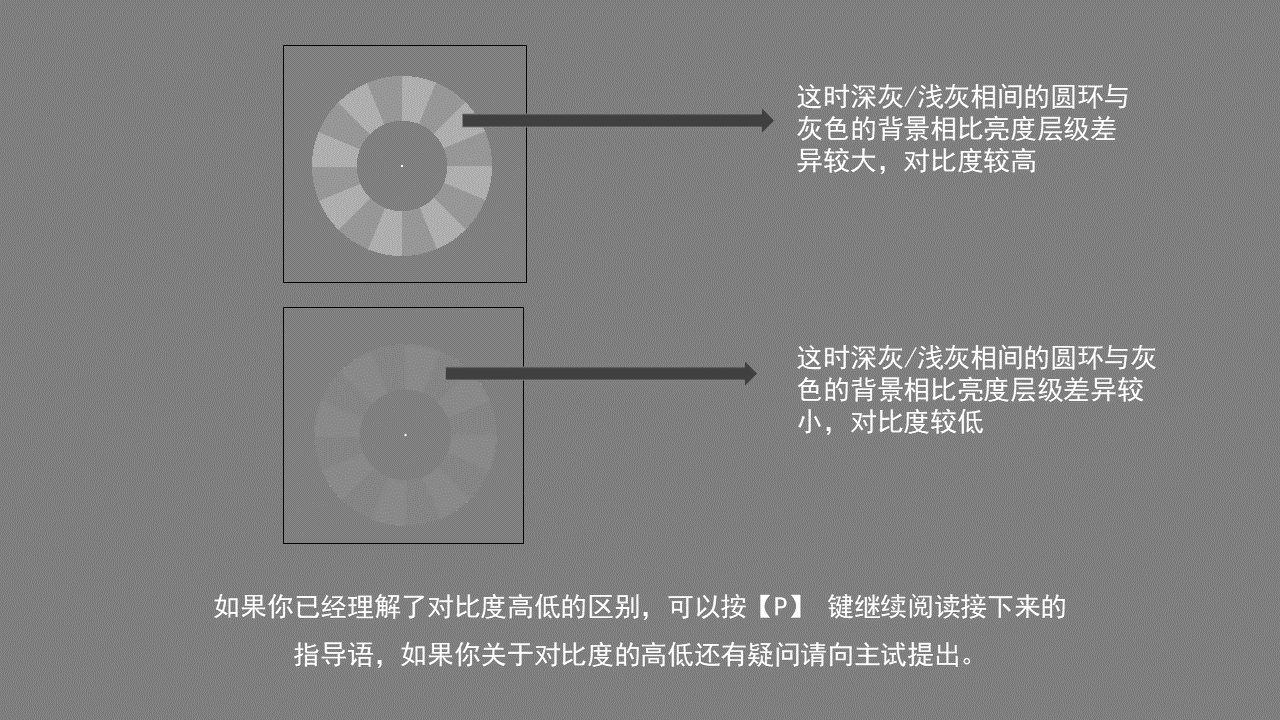 这时深灰/浅灰相间的圆环与
灰色的背景相比亮度层级差
异较大，对比度较高
这时深灰/浅灰相间的圆环与灰
色的背景相比亮度层级差异较
小，对比度较低
如果你已经理解了对比度高低的区别，可以按【P】 键继续阅读接下来的
指导语，如果你关于对比度的高低还有疑问请向主试提出。